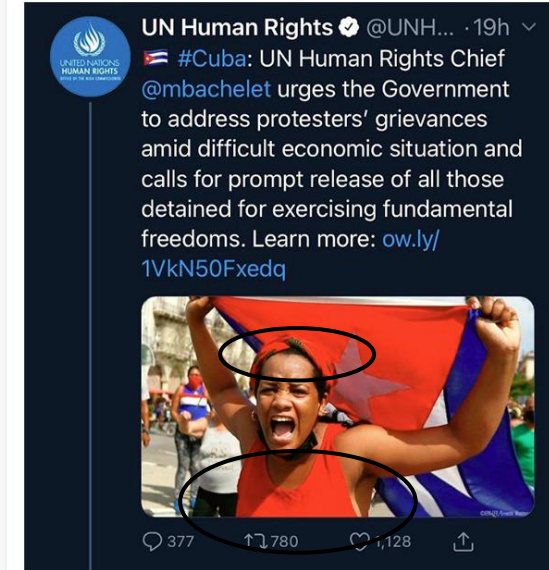 UN Human Rights @UNH... · 19h
UNITED NATIONS
HUMAN RIGHTS
#Cuba: UN Human Rights Chief
@mbachelet urges the Government
to address protesters' grievances
amid difficult economic situation and
calls for prompt release of all those
detained for exercising fundamental
freedoms. Learn more: ow.ly/
1VkN50Fxedq
377 780 1,128